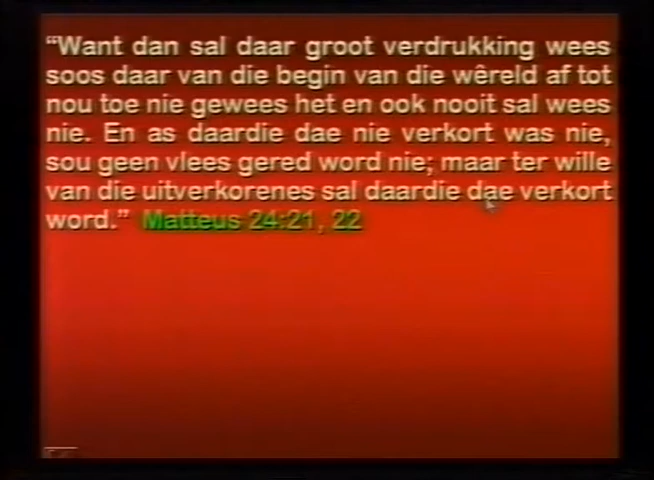 “Want dan sal daar groot verdrukking wees
soos daar van die begin van die wêreld af tot
nou toe nie gewees het en ook nooit sal wees
nie. En as daardie dae nie verkort was nie,
sou geen vlees gered word nie; maar ter wille
van die uitverkorenes sal daardie dae verkort
word.” Matteus 24:21, 22